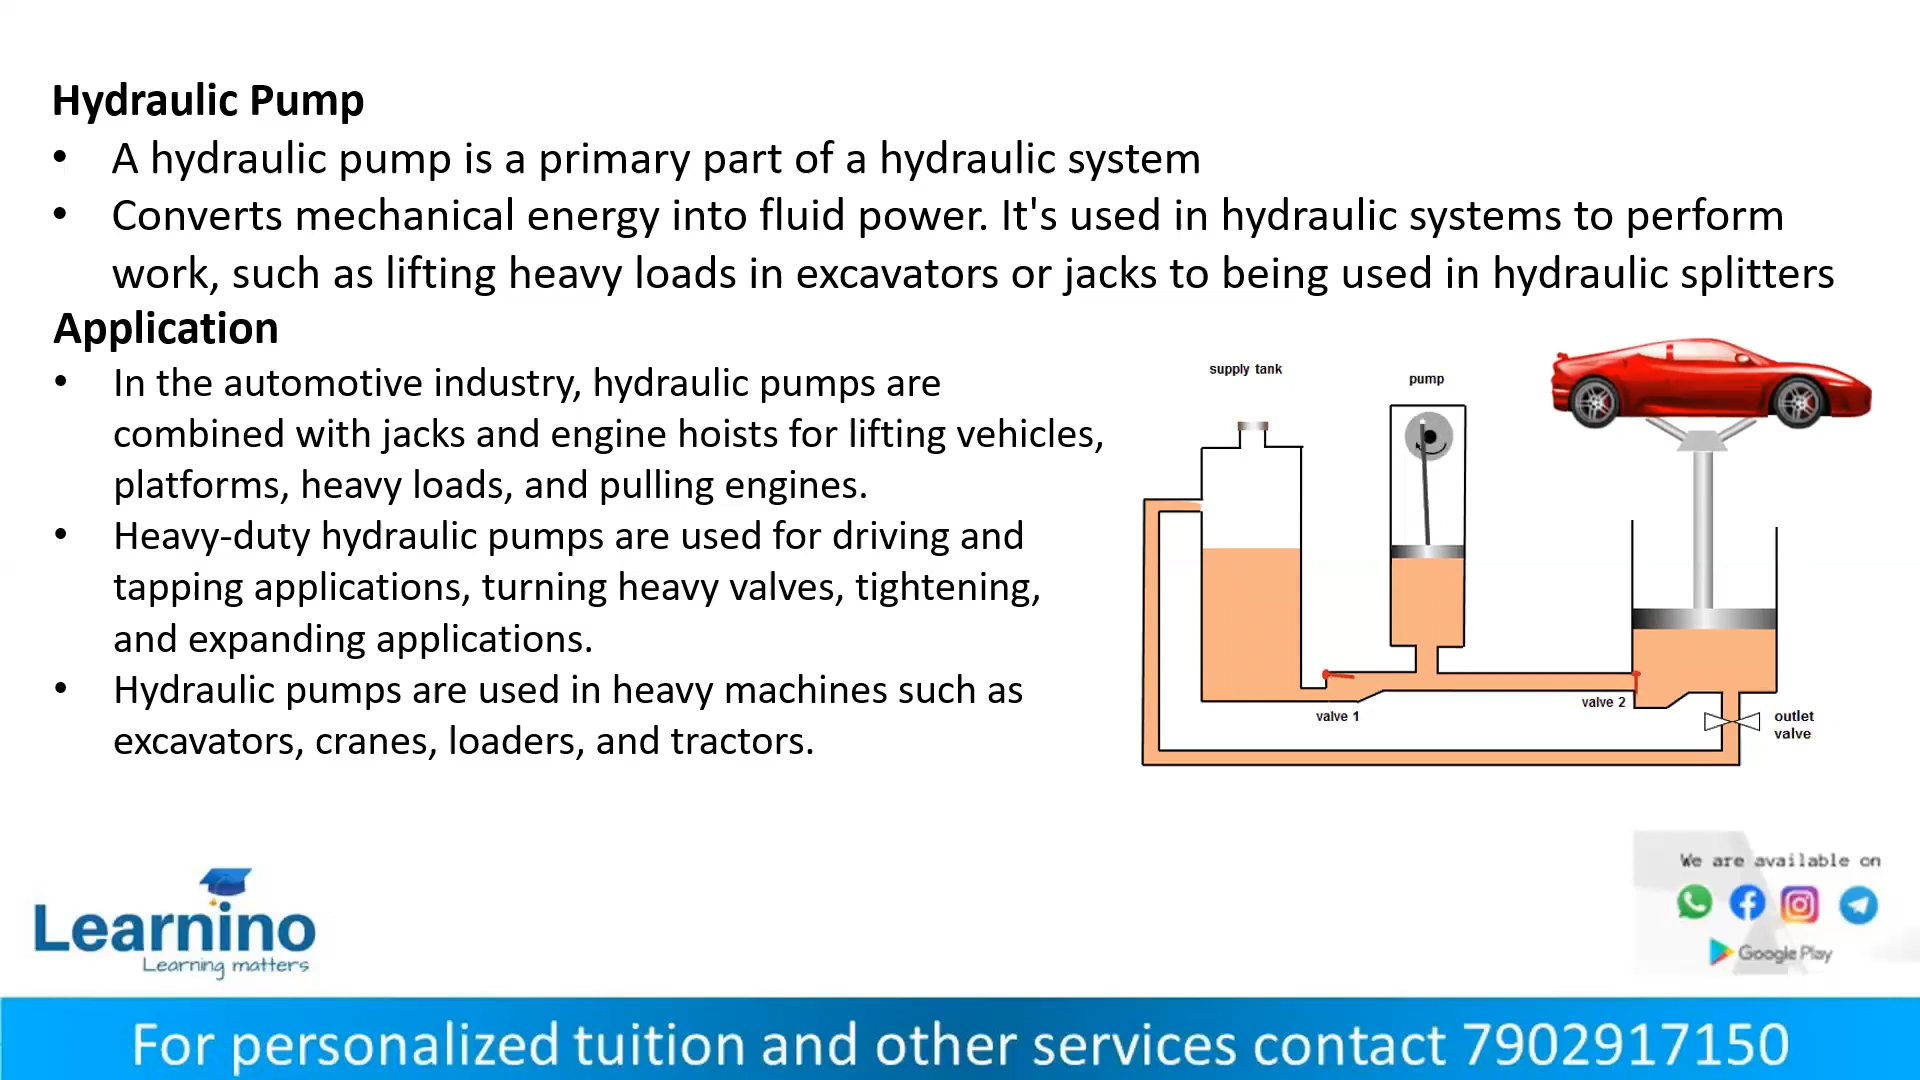 Hydraulic Pump
• A hydraulic pump is a primary part of a hydraulic system
• Converts mechanical energy into fluid power. It's used in hydraulic systems to perform
work, such as lifting heavy loads in excavators or jacks to being used in hydraulic splitters
Application
• In the automotive industry, hydraulic pumps are
combined with jacks and engine hoists for lifting vehicles,
platforms, heavy loads, and pulling engines.
• Heavy-duty hydraulic pumps are used for driving and
tapping applications, turning heavy valves, tightening,
and expanding applications.
• Hydraulic pumps are used in heavy machines such as
excavators, cranes, loaders, and tractors.
supply tank
pump
valve 1
valve 2
outlet
valve
Learnino
Learning matters
We are available on
Google Play
For personalized tuition and other services contact 7902917150